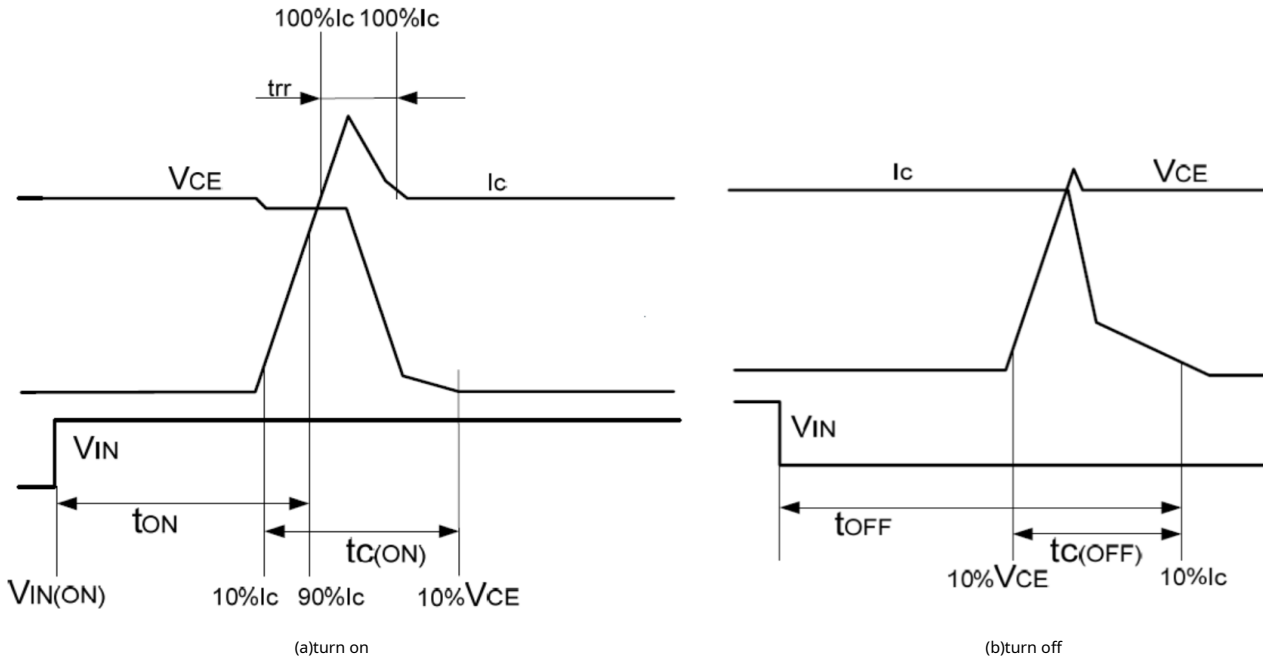 100%Ic 100%Ic
trr
VCE
Ic
VIN
tON
tC(ON)
VIN(ON)
10%Ic
90%Ic
10%VCE
(a)turn on
Ic
VCE
VIN
tOFF
tC(OFF)
10%VCE
10%Ic
(b)turn off